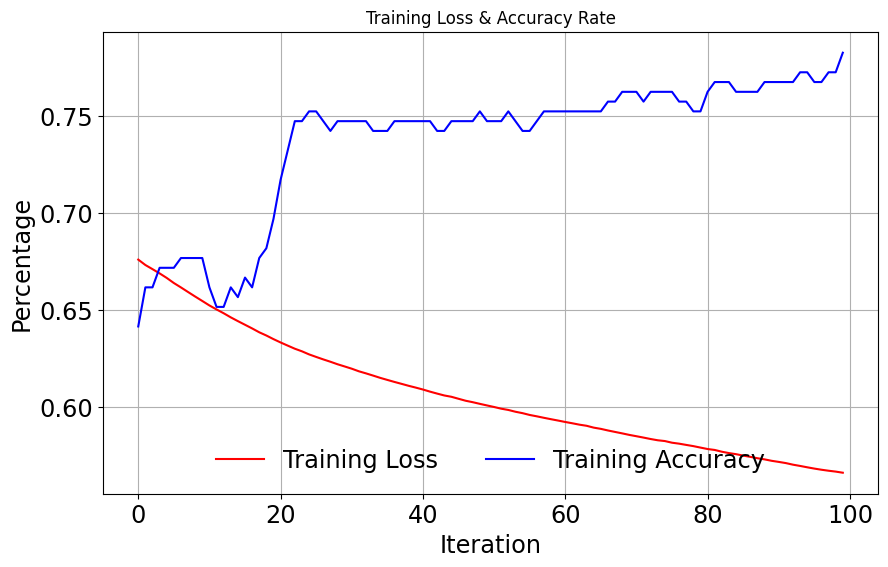 Training Loss & Accuracy Rate
Percentage
0.75
0.70
0.65
0.60
Training Loss
Training Accuracy
0 20 40 60 80 100
Iteration